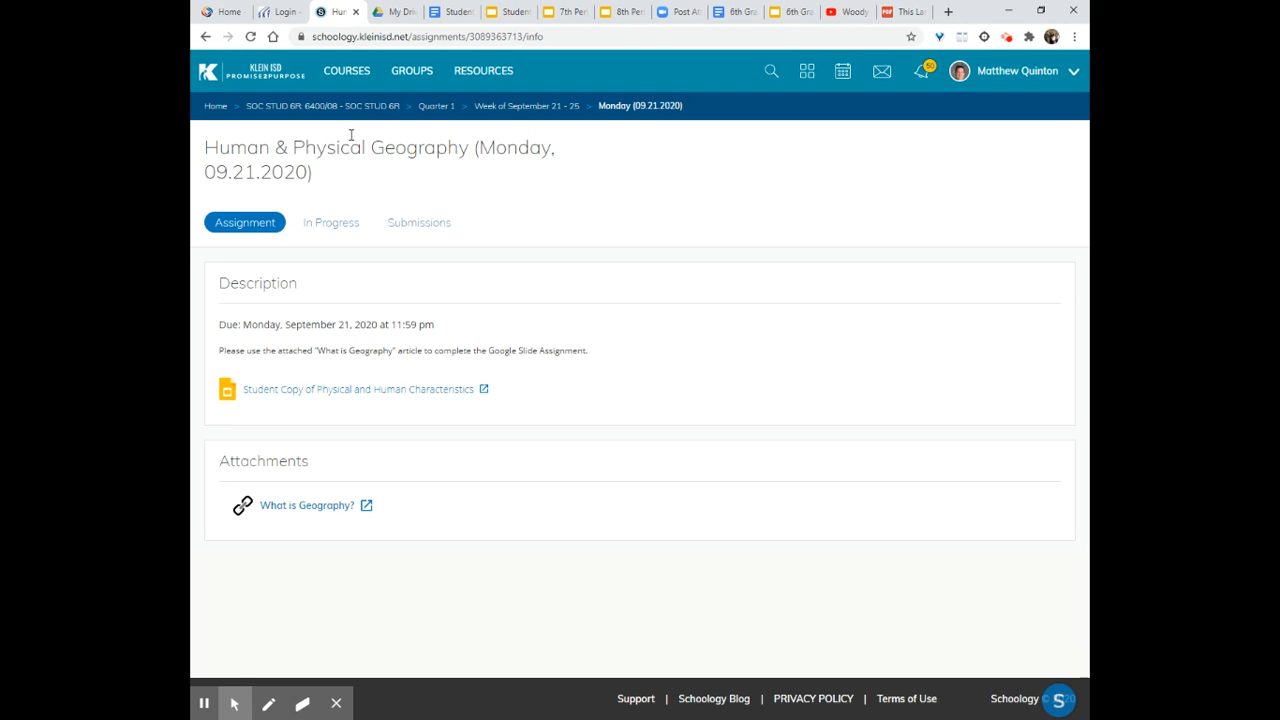 Home
Login -
Hur
My Driv
Student
Student
7th Per
8th Per
Post Att
6th Gra
6th Gra
Woody
This La
schoology.kleinisd.net/assignments/3089363713/info
KLEIN ISD
PROMISE2PURPOSE
COURSES
GROUPS
RESOURCES
50
Matthew Quinton
Home > SOC STUD 6R: 6400/08 - SOC STUD 6R > Quarter 1 > Week of September 21 - 25 > Monday (09.21.2020)
Human & Physical Geography (Monday,
09.21.2020)
Assignment
In Progress
Submissions
Description
Due: Monday, September 21, 2020 at 11:59 pm
Please use the attached "What is Geography" article to complete the Google Slide Assignment.
Student Copy of Physical and Human Characteristics
Attachments
What is Geography?
Support | Schoology Blog | PRIVACY POLICY | Terms of Use
Schoology ©
S